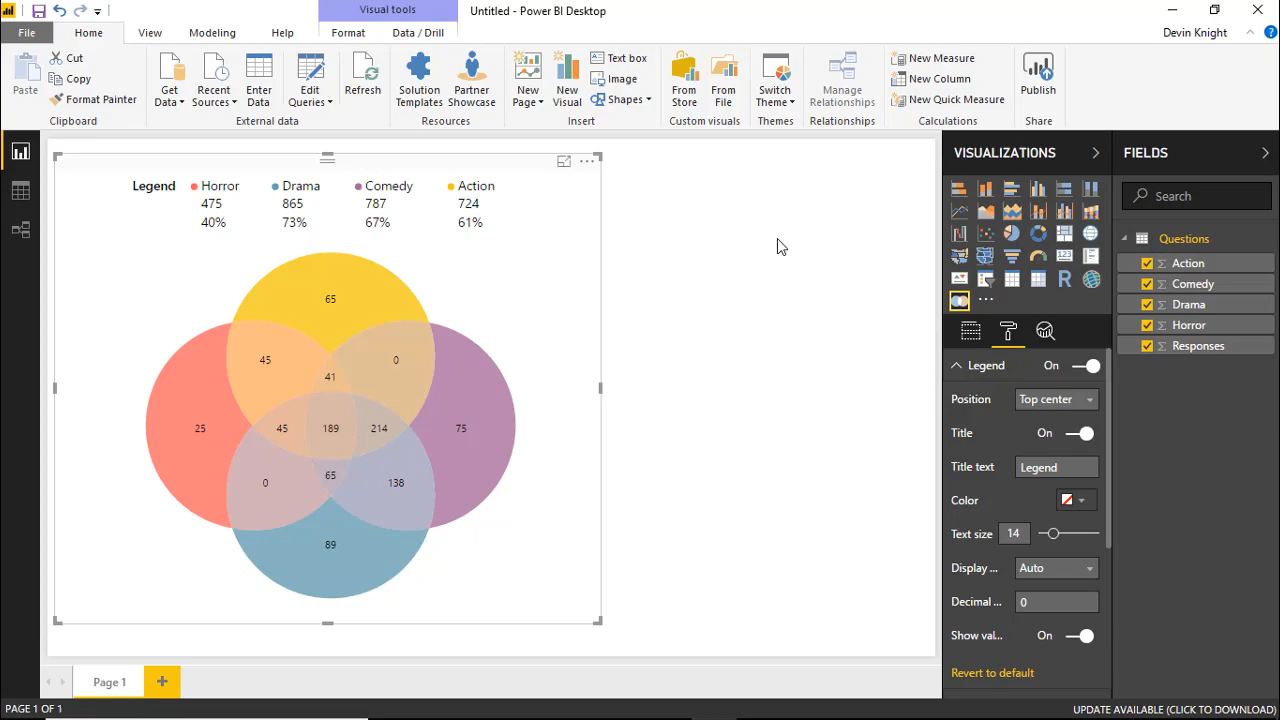 Visual tools
Untitled - Power BI Desktop
File
Home
View
Modeling
Help
Format
Data / Drill
Devin Knight
?
Paste
Cut
Copy
Format Painter
Clipboard
Get Data
Recent Sources
Enter Data
Edit Queries
Refresh
External data
Solution Templates
Partner Showcase
Resources
New Page
New Visual
Text box
Image
Shapes
Insert
From Store
From File
Custom visuals
Switch Theme
Themes
Manage Relationships
Relationships
New Measure
New Column
New Quick Measure
Calculations
Publish
Share
Legend Horror Drama Comedy Action
475 865 787 724
40% 73% 67% 61%
65
45 0
41
25 45 189 214 75
65
0 138
89
VISUALIZATIONS
123
R
Legend On
Position Top center
Title On
Title text Legend
Color
Text size 14
Display ... Auto
Decimal ... 0
Show val... On
Revert to default
FIELDS
Search
Questions
Σ Action
Σ Comedy
Σ Drama
Σ Horror
Σ Responses
Page 1
+
PAGE 1 OF 1
UPDATE AVAILABLE (CLICK TO DOWNLOAD)